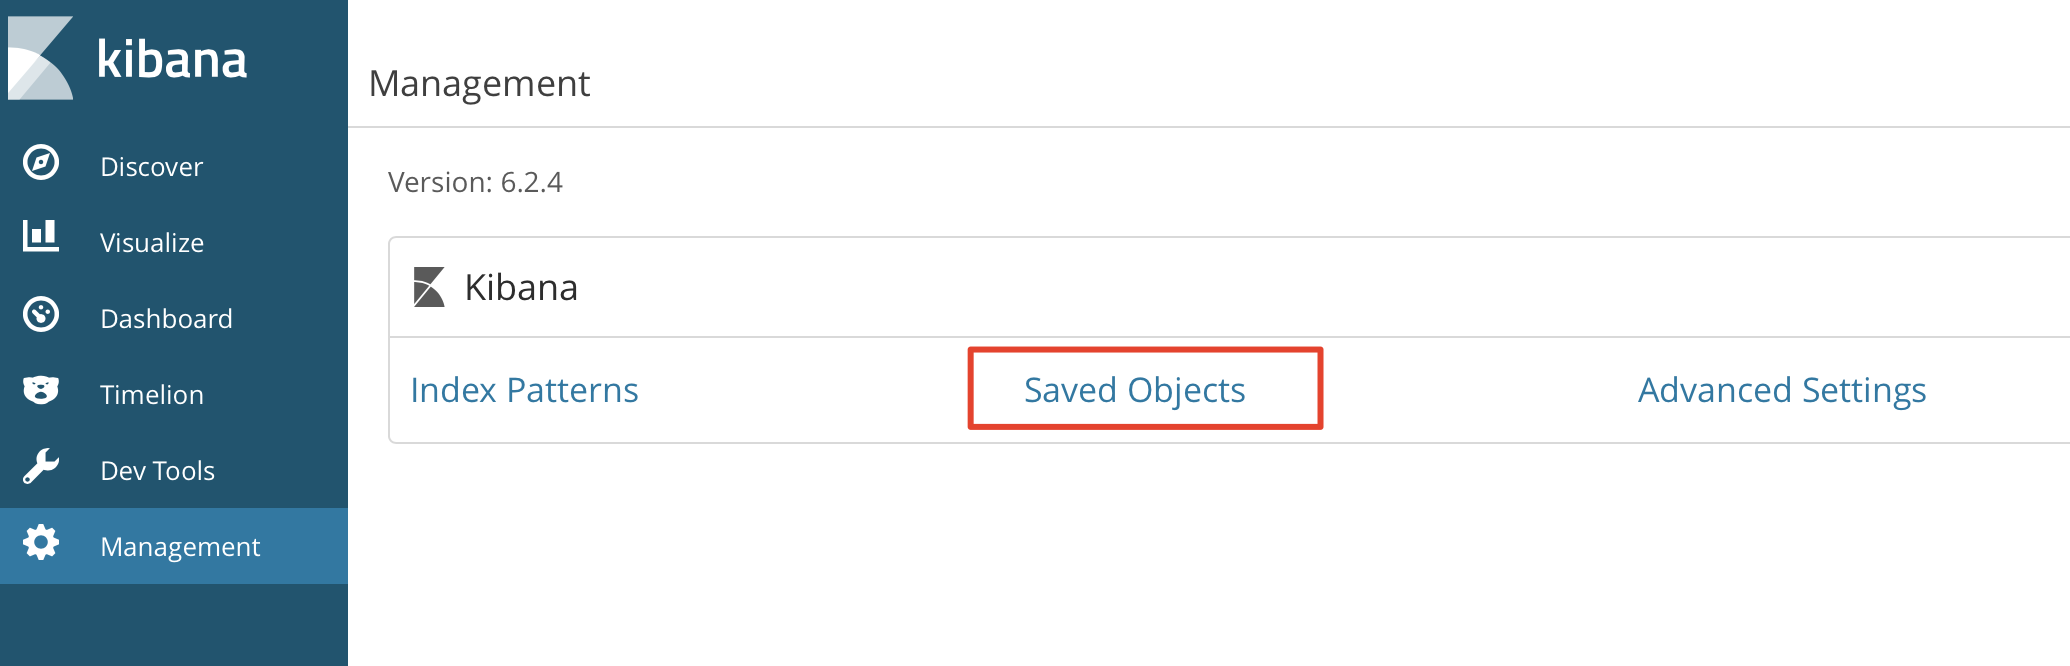 kibana
Discover
Visualize
Dashboard
Timelion
Dev Tools
Management
Management
Version: 6.2.4
Kibana
Index Patterns
Saved Objects
Advanced Settings